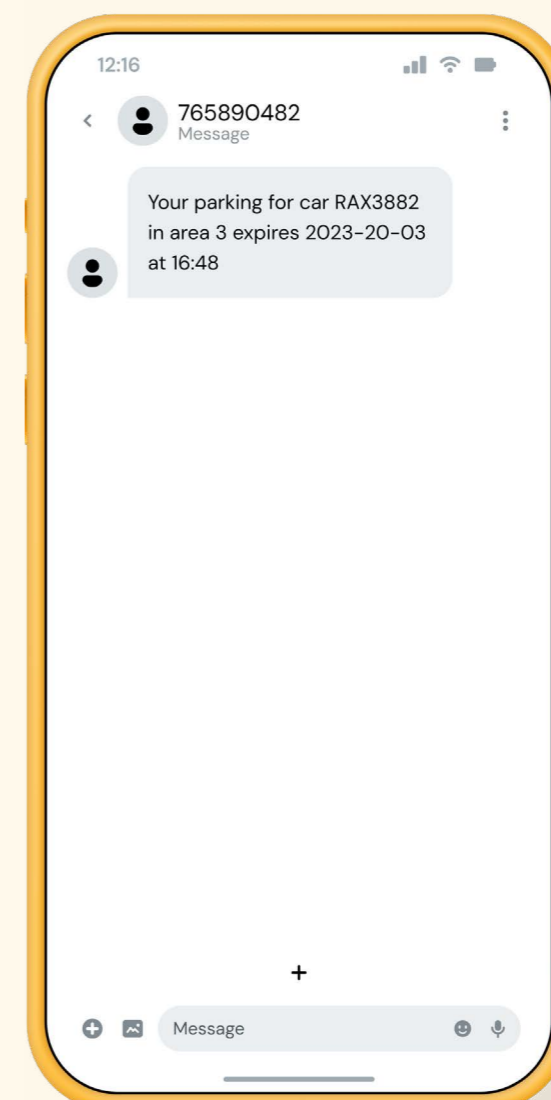 12:16
765890482
Message
Your parking for car RAX3882
in area 3 expires 2023-20-03
at 16:48
+
Message